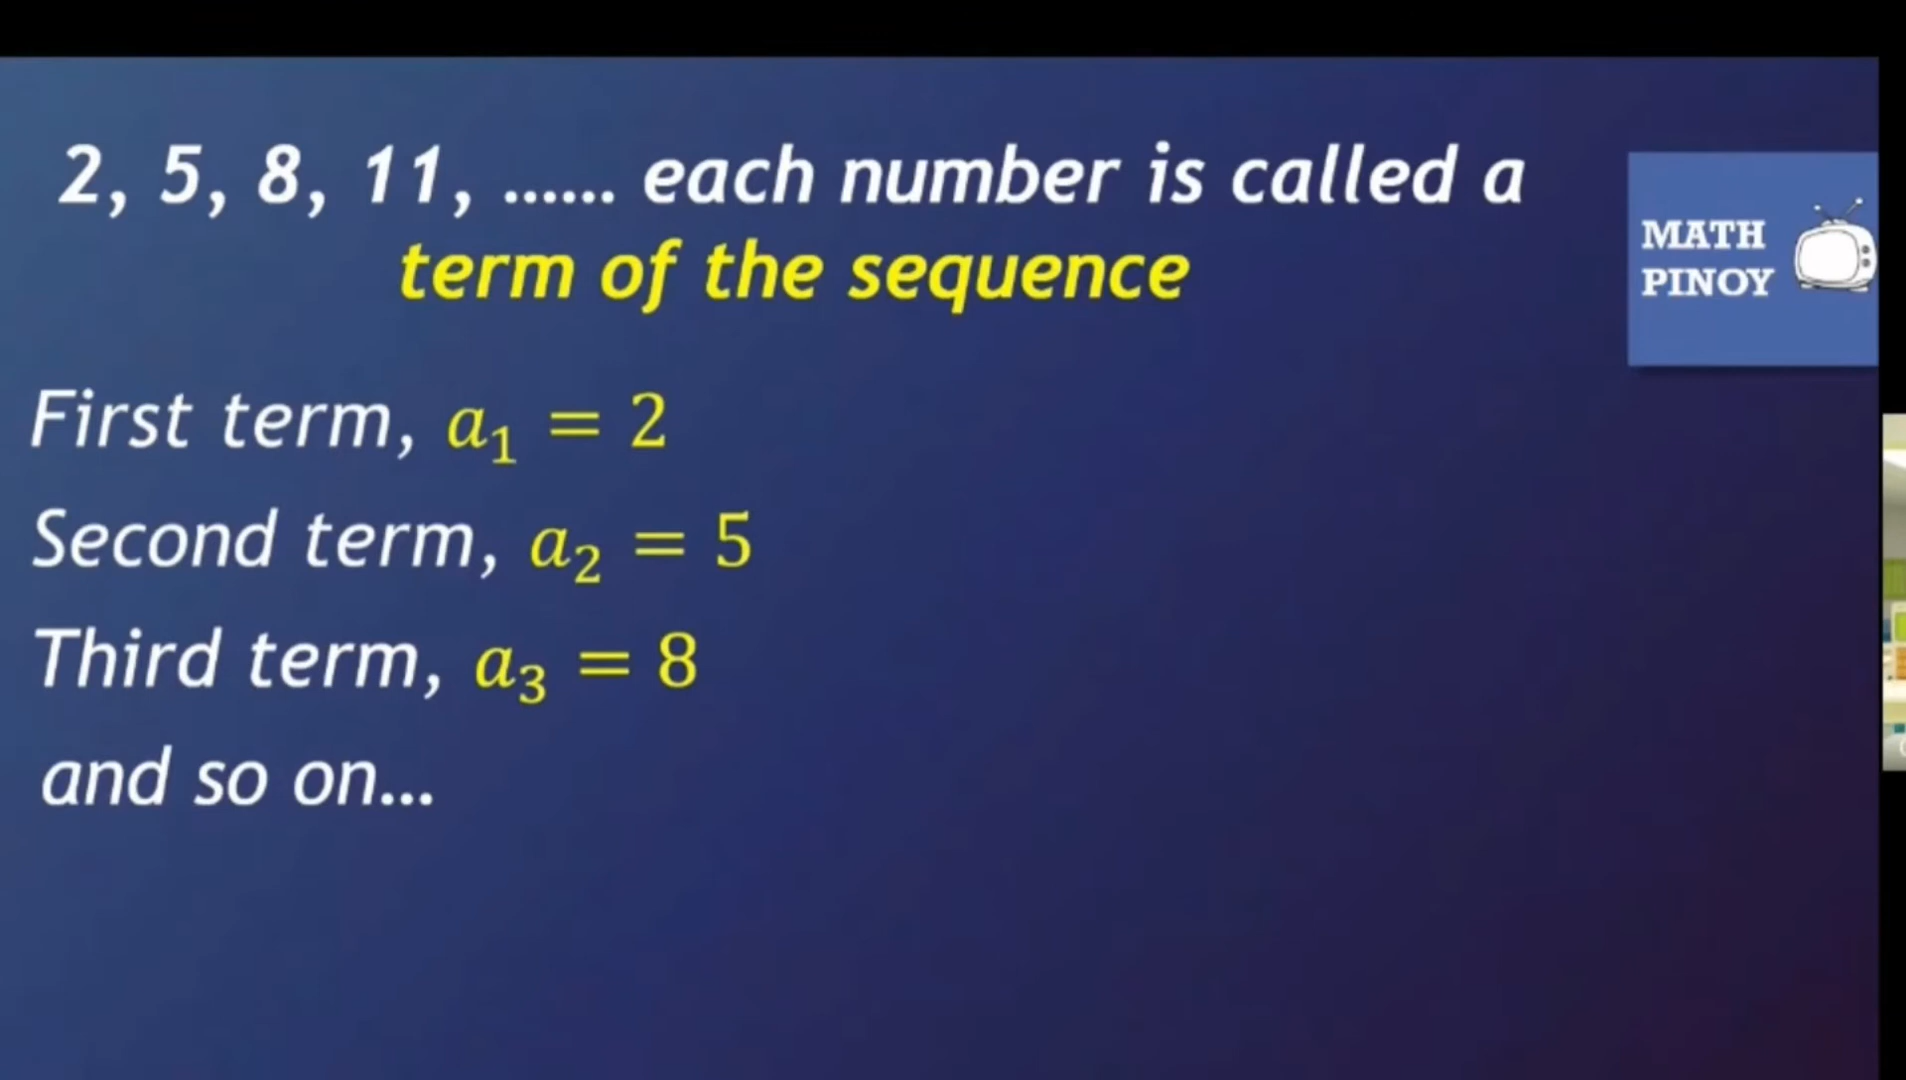 2, 5, 8, 11, ...... each number is called a
term of the sequence
MATH
PINOY
First term, a₁ = 2
Second term, a₂ = 5
Third term, a₃ = 8
and so on...